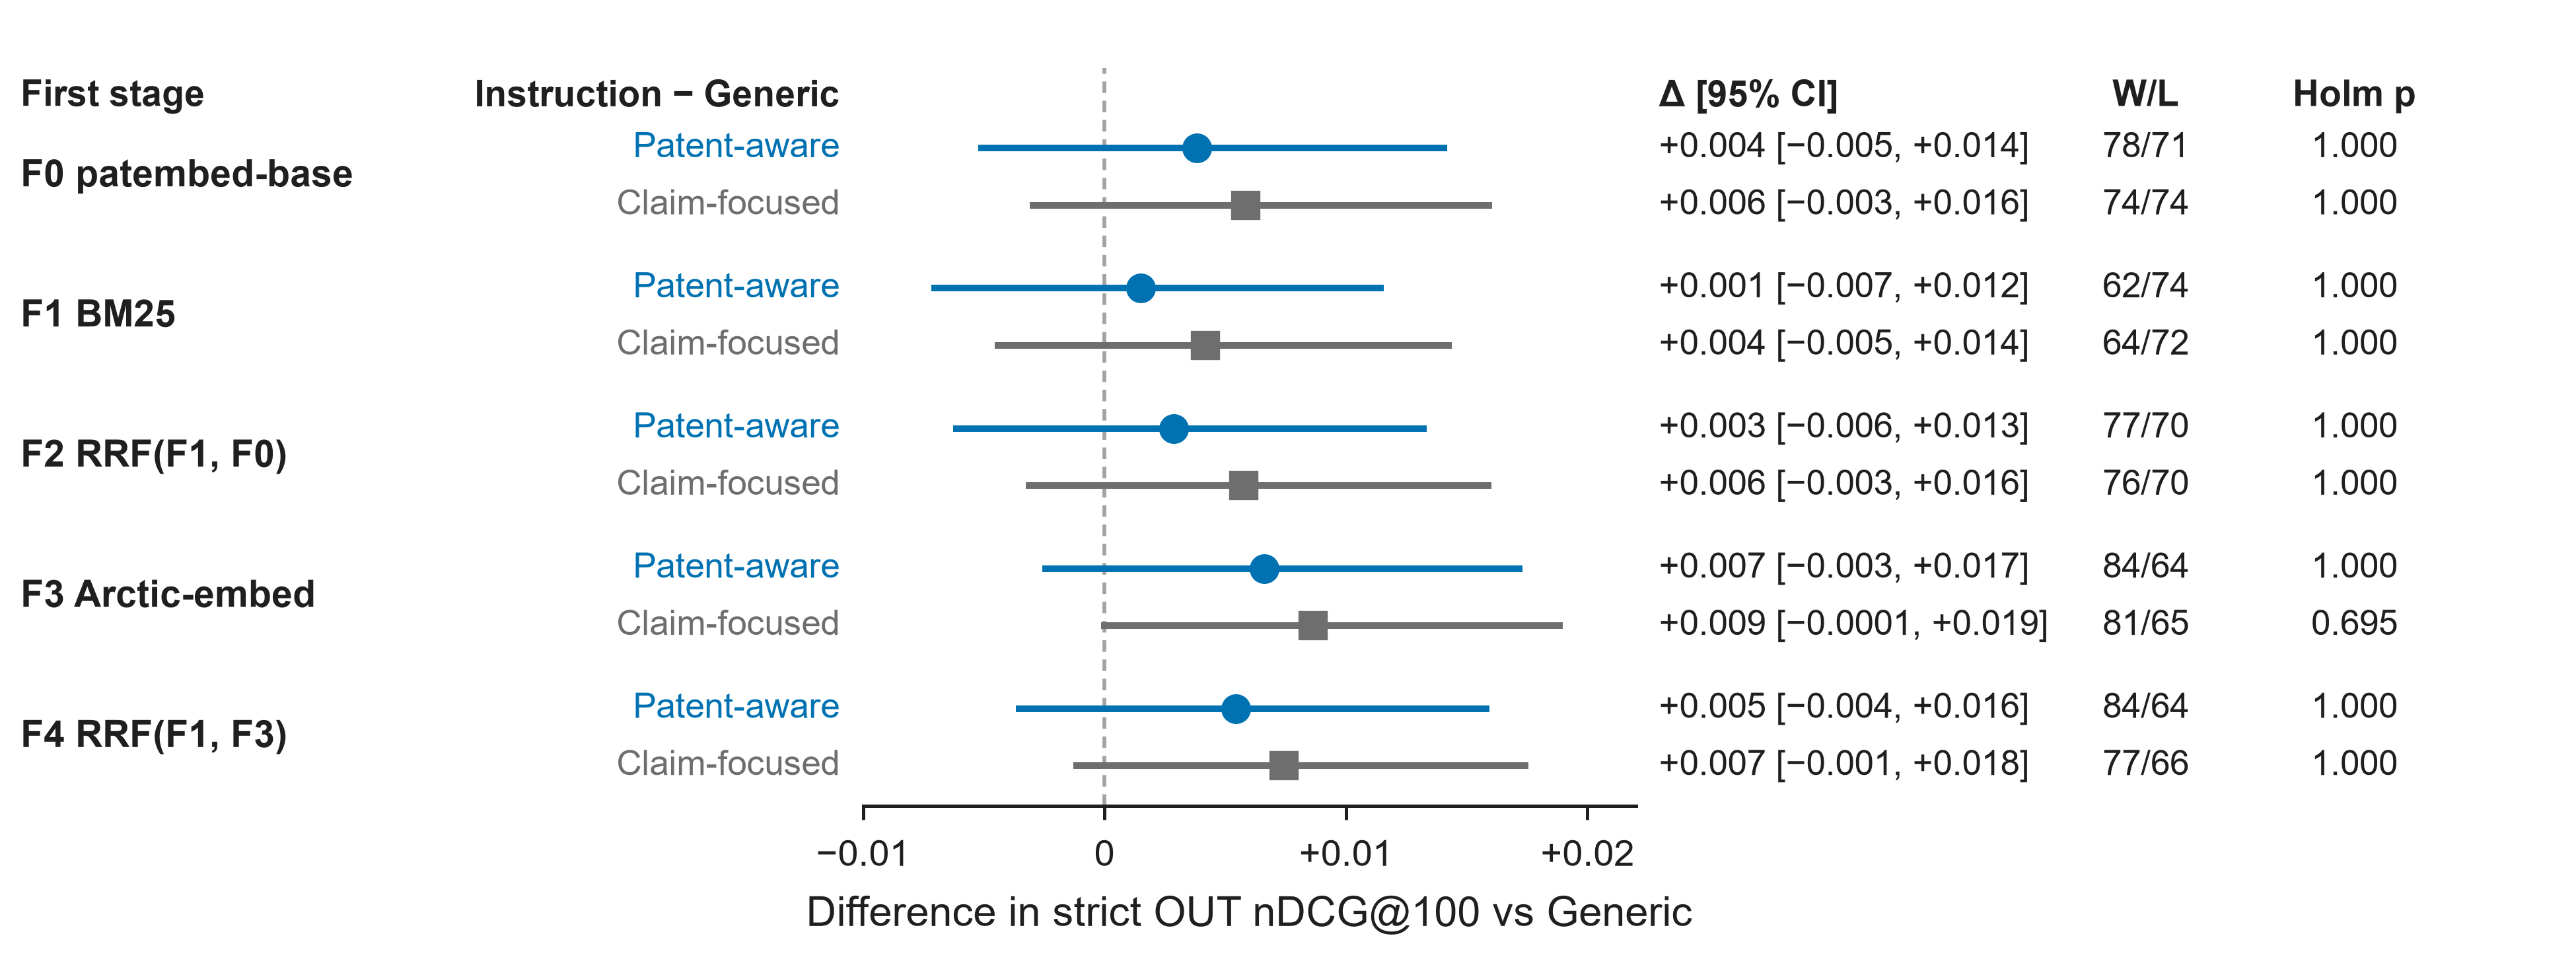 First stage Instruction − Generic Δ [95% CI] W/L Holm p
F0 patembed-base
Patent-aware +0.004 [−0.005, +0.014] 78/71 1.000
Claim-focused +0.006 [−0.003, +0.016] 74/74 1.000
F1 BM25
Patent-aware +0.001 [−0.007, +0.012] 62/74 1.000
Claim-focused +0.004 [−0.005, +0.014] 64/72 1.000
F2 RRF(F1, F0)
Patent-aware +0.003 [−0.006, +0.013] 77/70 1.000
Claim-focused +0.006 [−0.003, +0.016] 76/70 1.000
F3 Arctic-embed
Patent-aware +0.007 [−0.003, +0.017] 84/64 1.000
Claim-focused +0.009 [−0.0001, +0.019] 81/65 0.695
F4 RRF(F1, F3)
Patent-aware +0.005 [−0.004, +0.016] 84/64 1.000
Claim-focused +0.007 [−0.001, +0.018] 77/66 1.000
−0.01 0 +0.01 +0.02
Difference in strict OUT nDCG@100 vs Generic